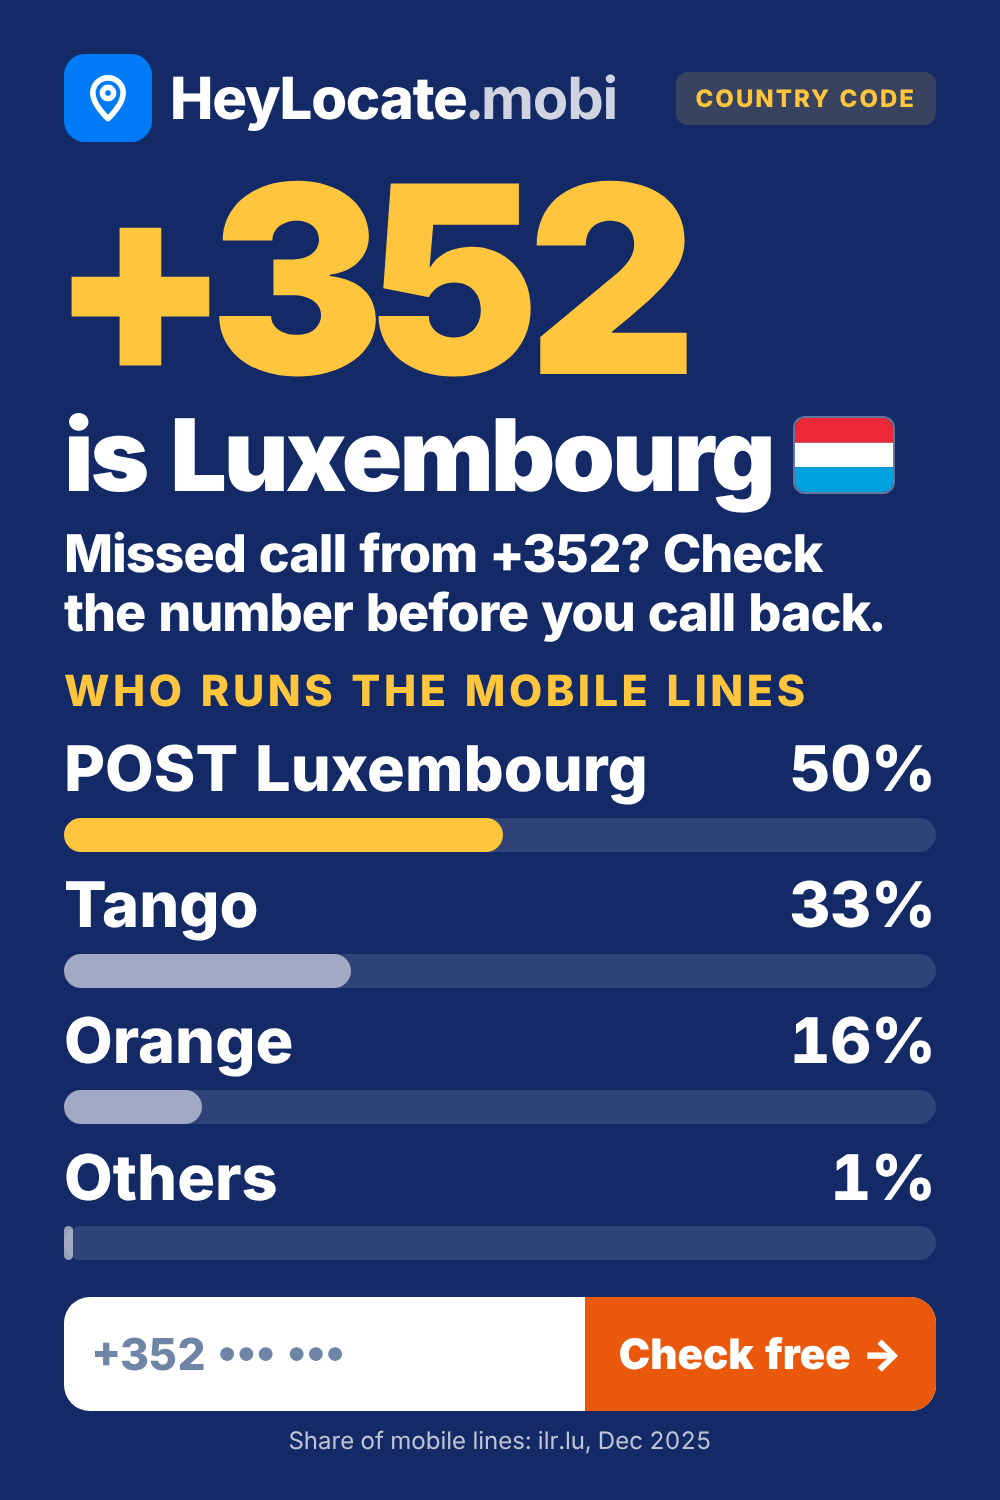 HeyLocate.mobi
COUNTRY CODE
+352
is Luxembourg
Missed call from +352? Check
the number before you call back.
WHO RUNS THE MOBILE LINES
POST Luxembourg 50%
Tango 33%
Orange 16%
Others 1%
+352 ••• •••
Check free →
Share of mobile lines: ilr.lu, Dec 2025